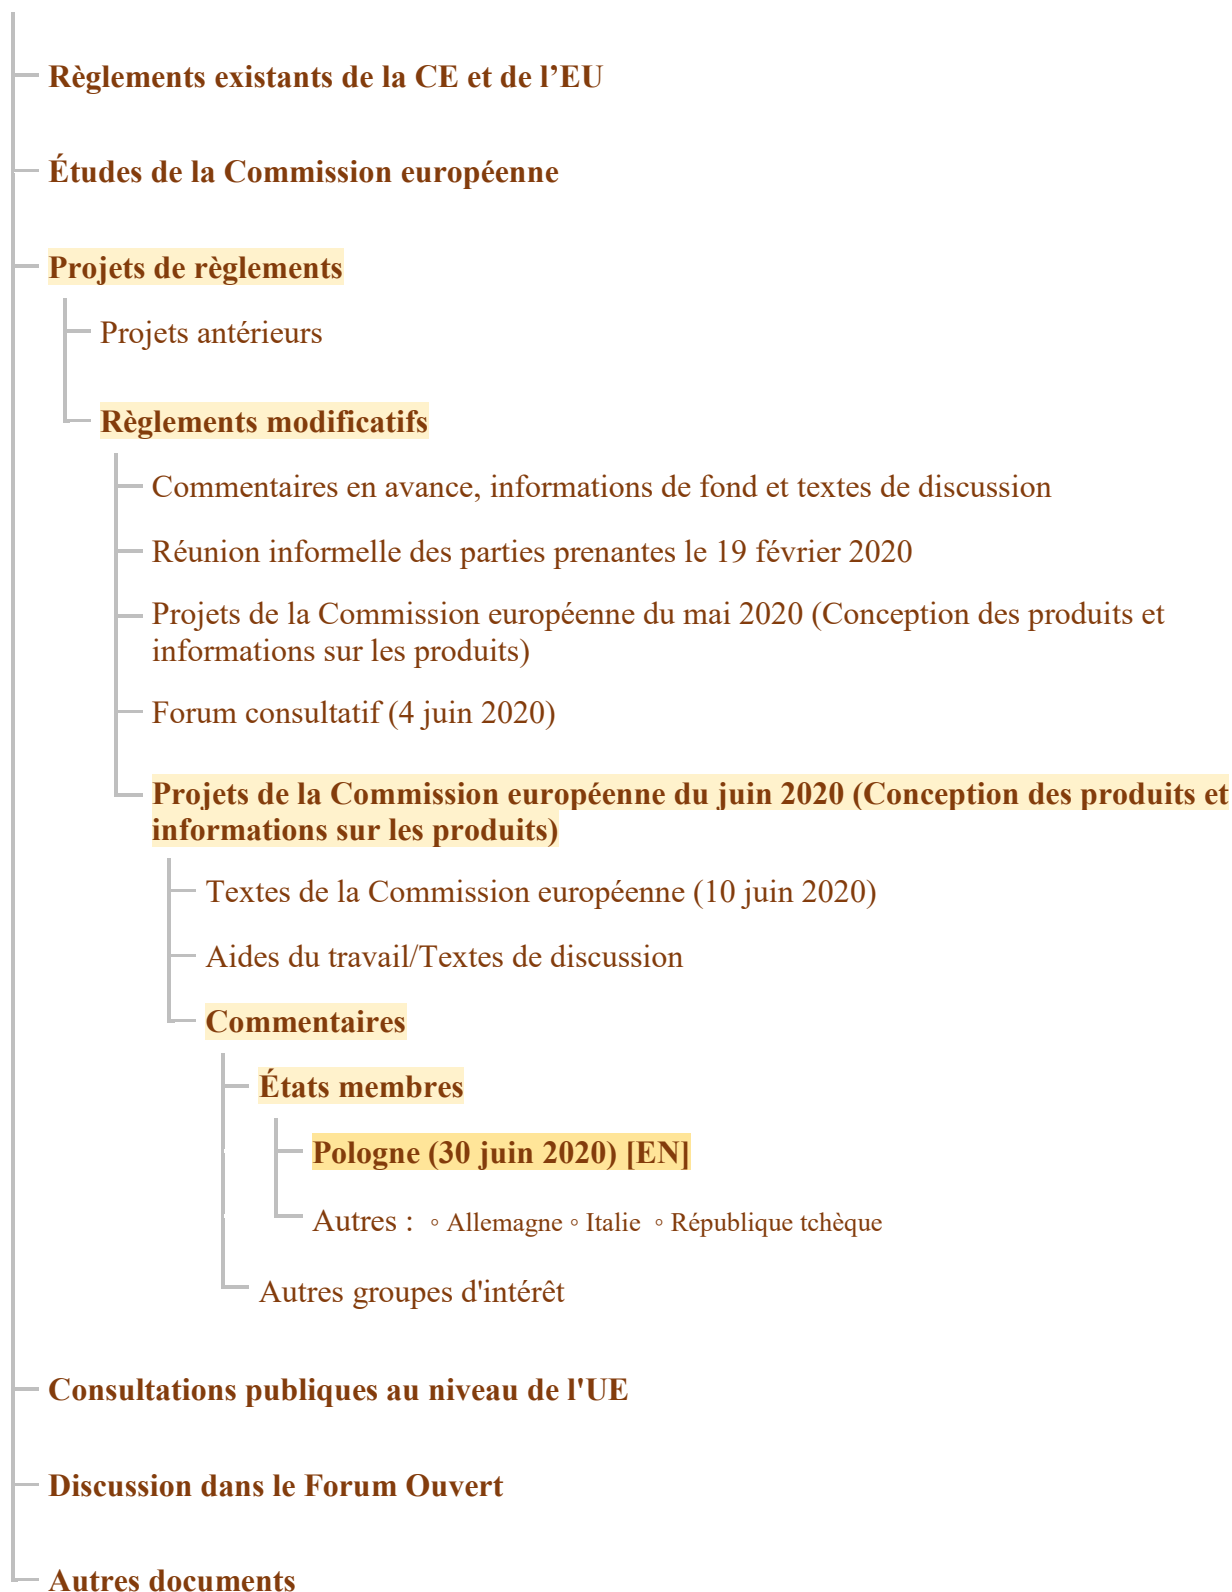 Règlements existants de la CE et de l’EU
Études de la Commission européenne
Projets de règlements
Projets antérieurs
Règlements modificatifs
Commentaires en avance, informations de fond et textes de discussion
Réunion informelle des parties prenantes le 19 février 2020
Projets de la Commission européenne du mai 2020 (Conception des produits et
informations sur les produits)
Forum consultatif (4 juin 2020)
Projets de la Commission européenne du juin 2020 (Conception des produits et
informations sur les produits)
Textes de la Commission européenne (10 juin 2020)
Aides du travail/Textes de discussion
Commentaires
États membres
Pologne (30 juin 2020) [EN]
Autres : ◦ Allemagne ◦ Italie ◦ République tchèque
Autres groupes d'intérêt
Consultations publiques au niveau de l'UE
Discussion dans le Forum Ouvert
Autres documents